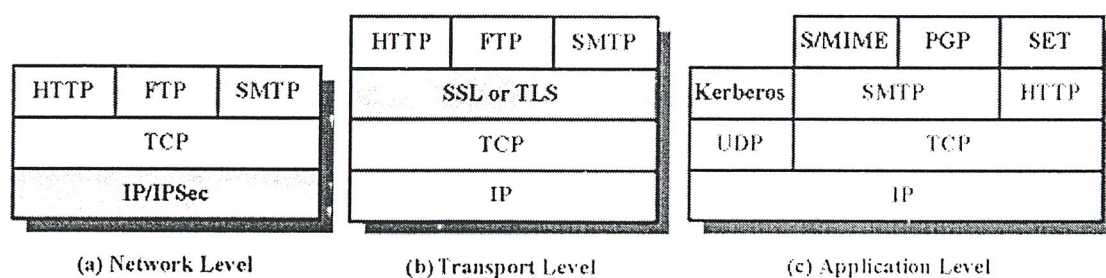 HTTP FTP SMTP
TCP
IP/IPSec
(a) Network Level
HTTP FTP SMTP
SSL or TLS
TCP
IP
(b) Transport Level
S/MIME PGP SET
Kerberos SMTP HTTP
UDP TCP
IP
(c) Application Level